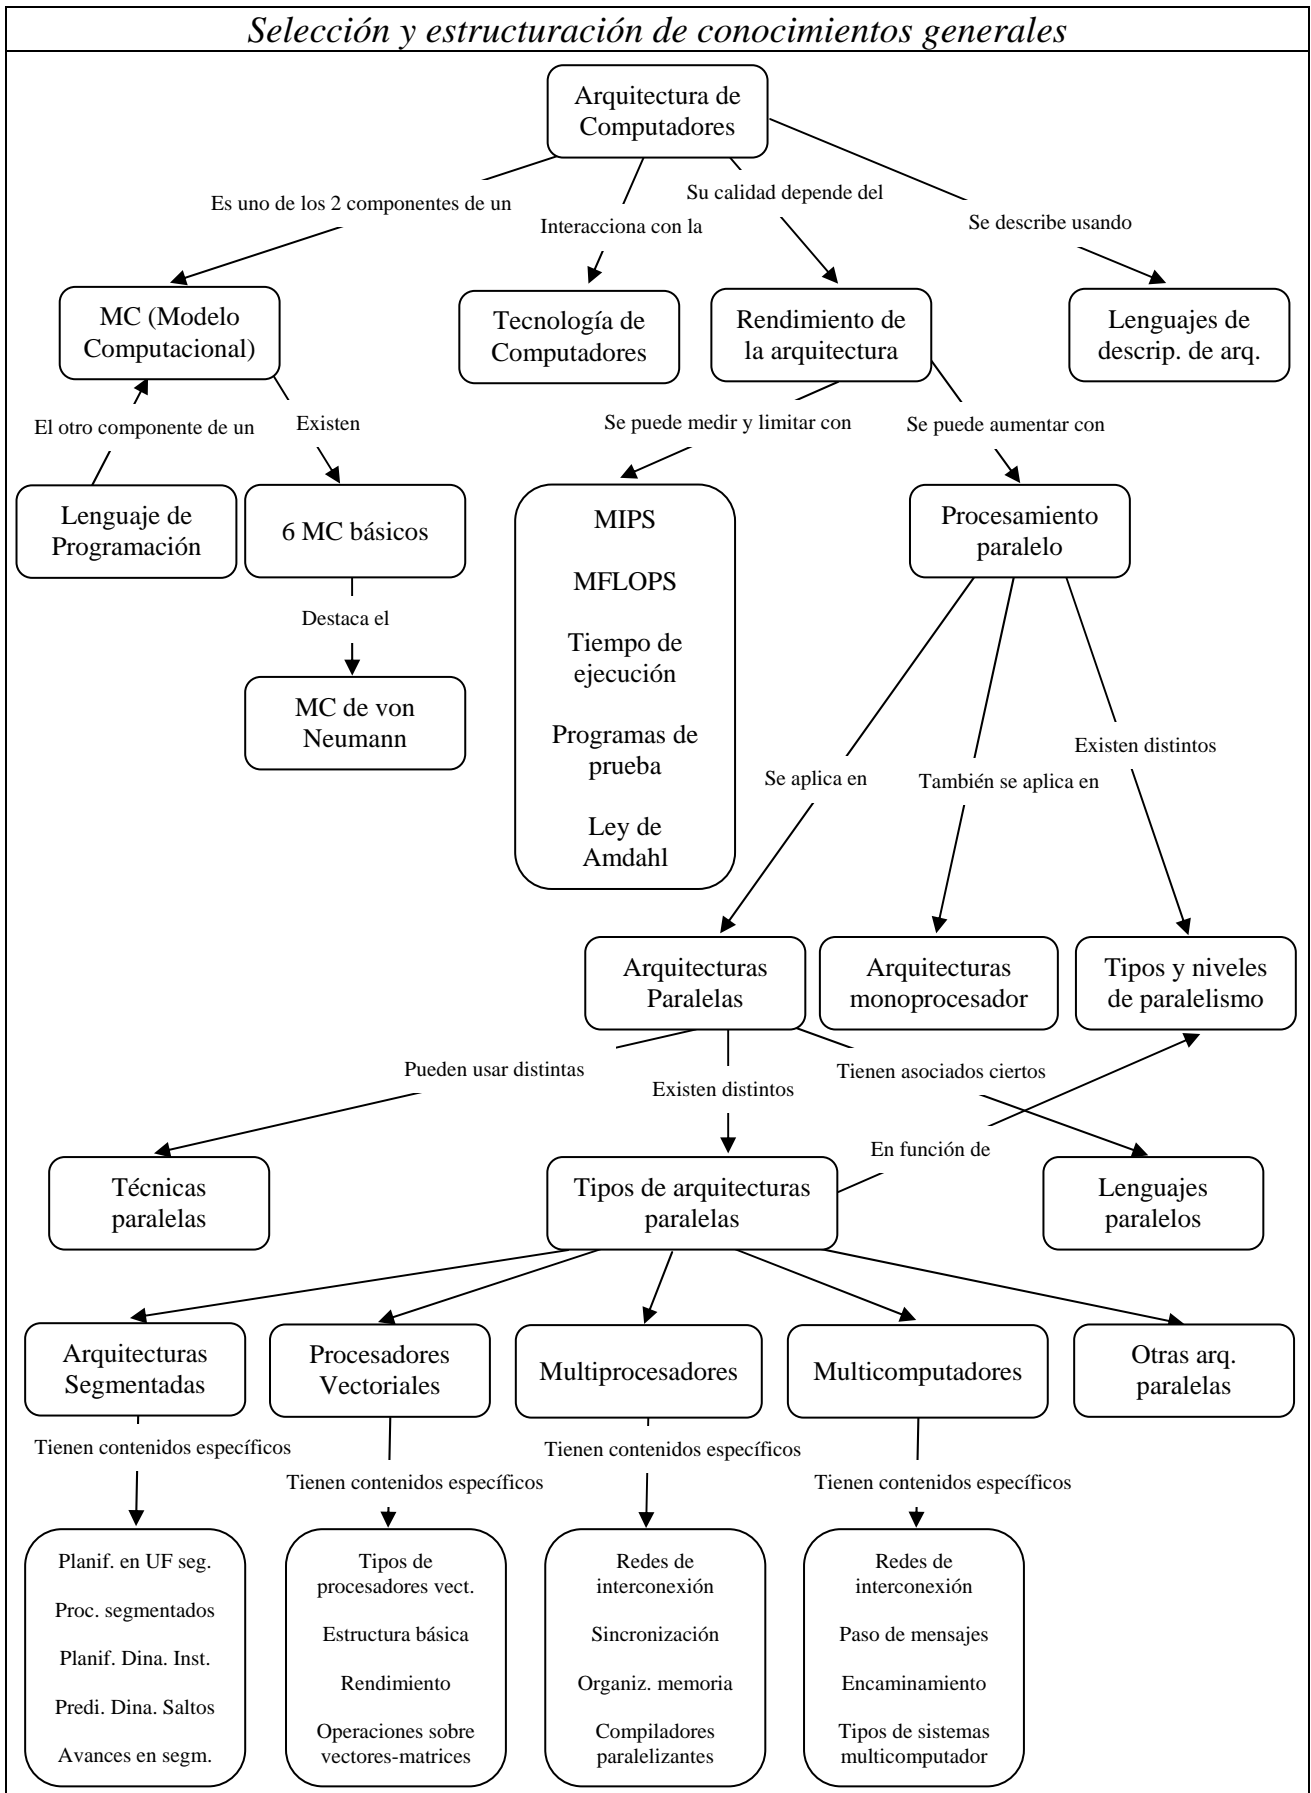 Selección y estructuración de conocimientos generales
Arquitectura de
Computadores
Es uno de los 2 componentes de un
Interacciona con la
Su calidad depende del
Se describe usando
MC (Modelo
Computacional)
Tecnología de
Computadores
Rendimiento de
la arquitectura
Lenguajes de
descrip. de arq.
El otro componente de un
Existen
Se puede medir y limitar con
Se puede aumentar con
Lenguaje de
Programación
6 MC básicos
MIPS
MFLOPS
Tiempo de
ejecución
Programas de
prueba
Ley de
Amdahl
Procesamiento
paralelo
Destaca el
MC de von
Neumann
Se aplica en
También se aplica en
Existen distintos
Arquitecturas
Paralelas
Arquitecturas
monoprocesador
Tipos y niveles
de paralelismo
Pueden usar distintas
Existen distintos
Tienen asociados ciertos
En función de
Técnicas
paralelas
Tipos de arquitecturas
paralelas
Lenguajes
paralelos
Arquitecturas
Segmentadas
Procesadores
Vectoriales
Multiprocesadores
Multicomputadores
Otras arq.
paralelas
Tienen contenidos específicos
Tienen contenidos específicos
Tienen contenidos específicos
Tienen contenidos específicos
Planif. en UF seg.
Proc. segmentados
Planif. Dina. Inst.
Predi. Dina. Saltos
Avances en segm.
Tipos de
procesadores vect.
Estructura básica
Rendimiento
Operaciones sobre
vectores-matrices
Redes de
interconexión
Sincronización
Organiz. memoria
Compiladores
paralelizantes
Redes de
interconexión
Paso de mensajes
Encaminamiento
Tipos de sistemas
multicomputador